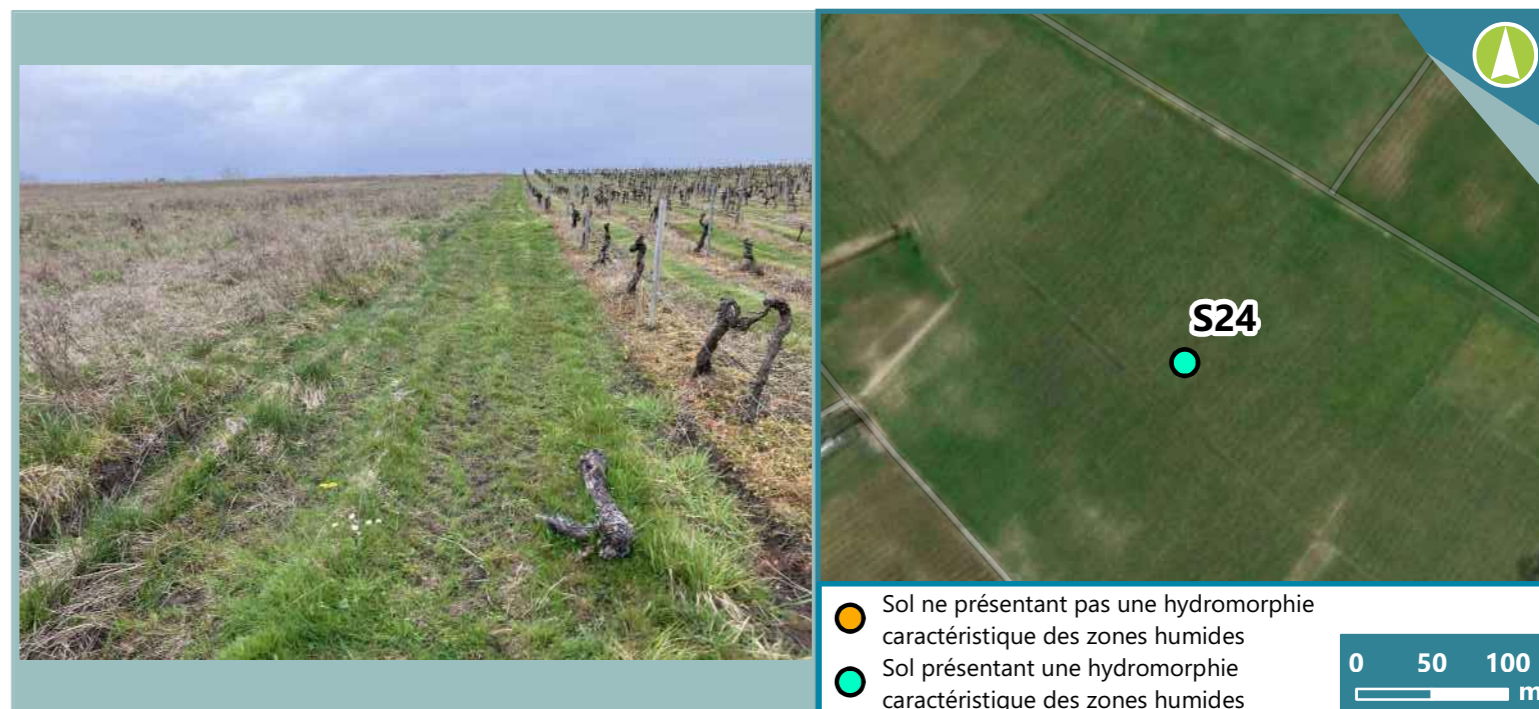 S24
Sol ne présentant pas une hydromorphie
caractéristique des zones humides
Sol présentant une hydromorphie
caractéristique des zones humides
0 50 100
m